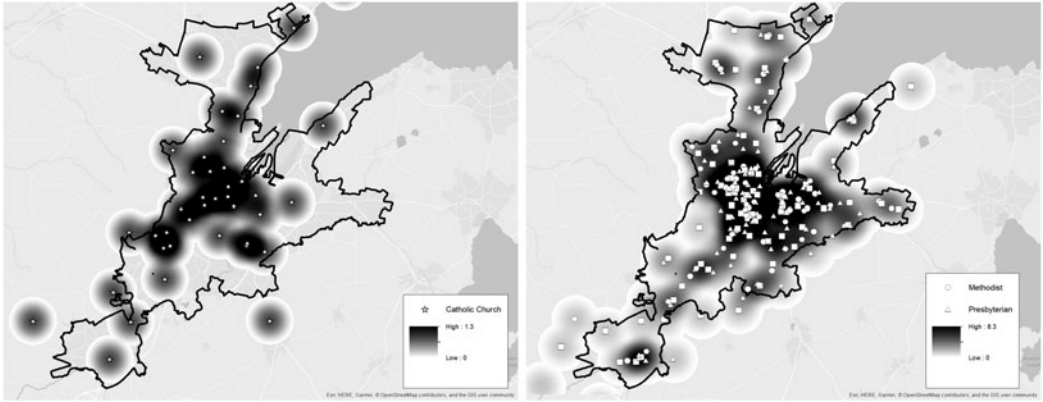 Catholic Church
High : 1.3
Low : 0
Esri, HERE, Garmin, © OpenStreetMap contributors, and the GIS user community
Methodist
Presbyterian
High : 8.3
Low : 0
Esri, HERE, Garmin, © OpenStreetMap contributors, and the GIS user community